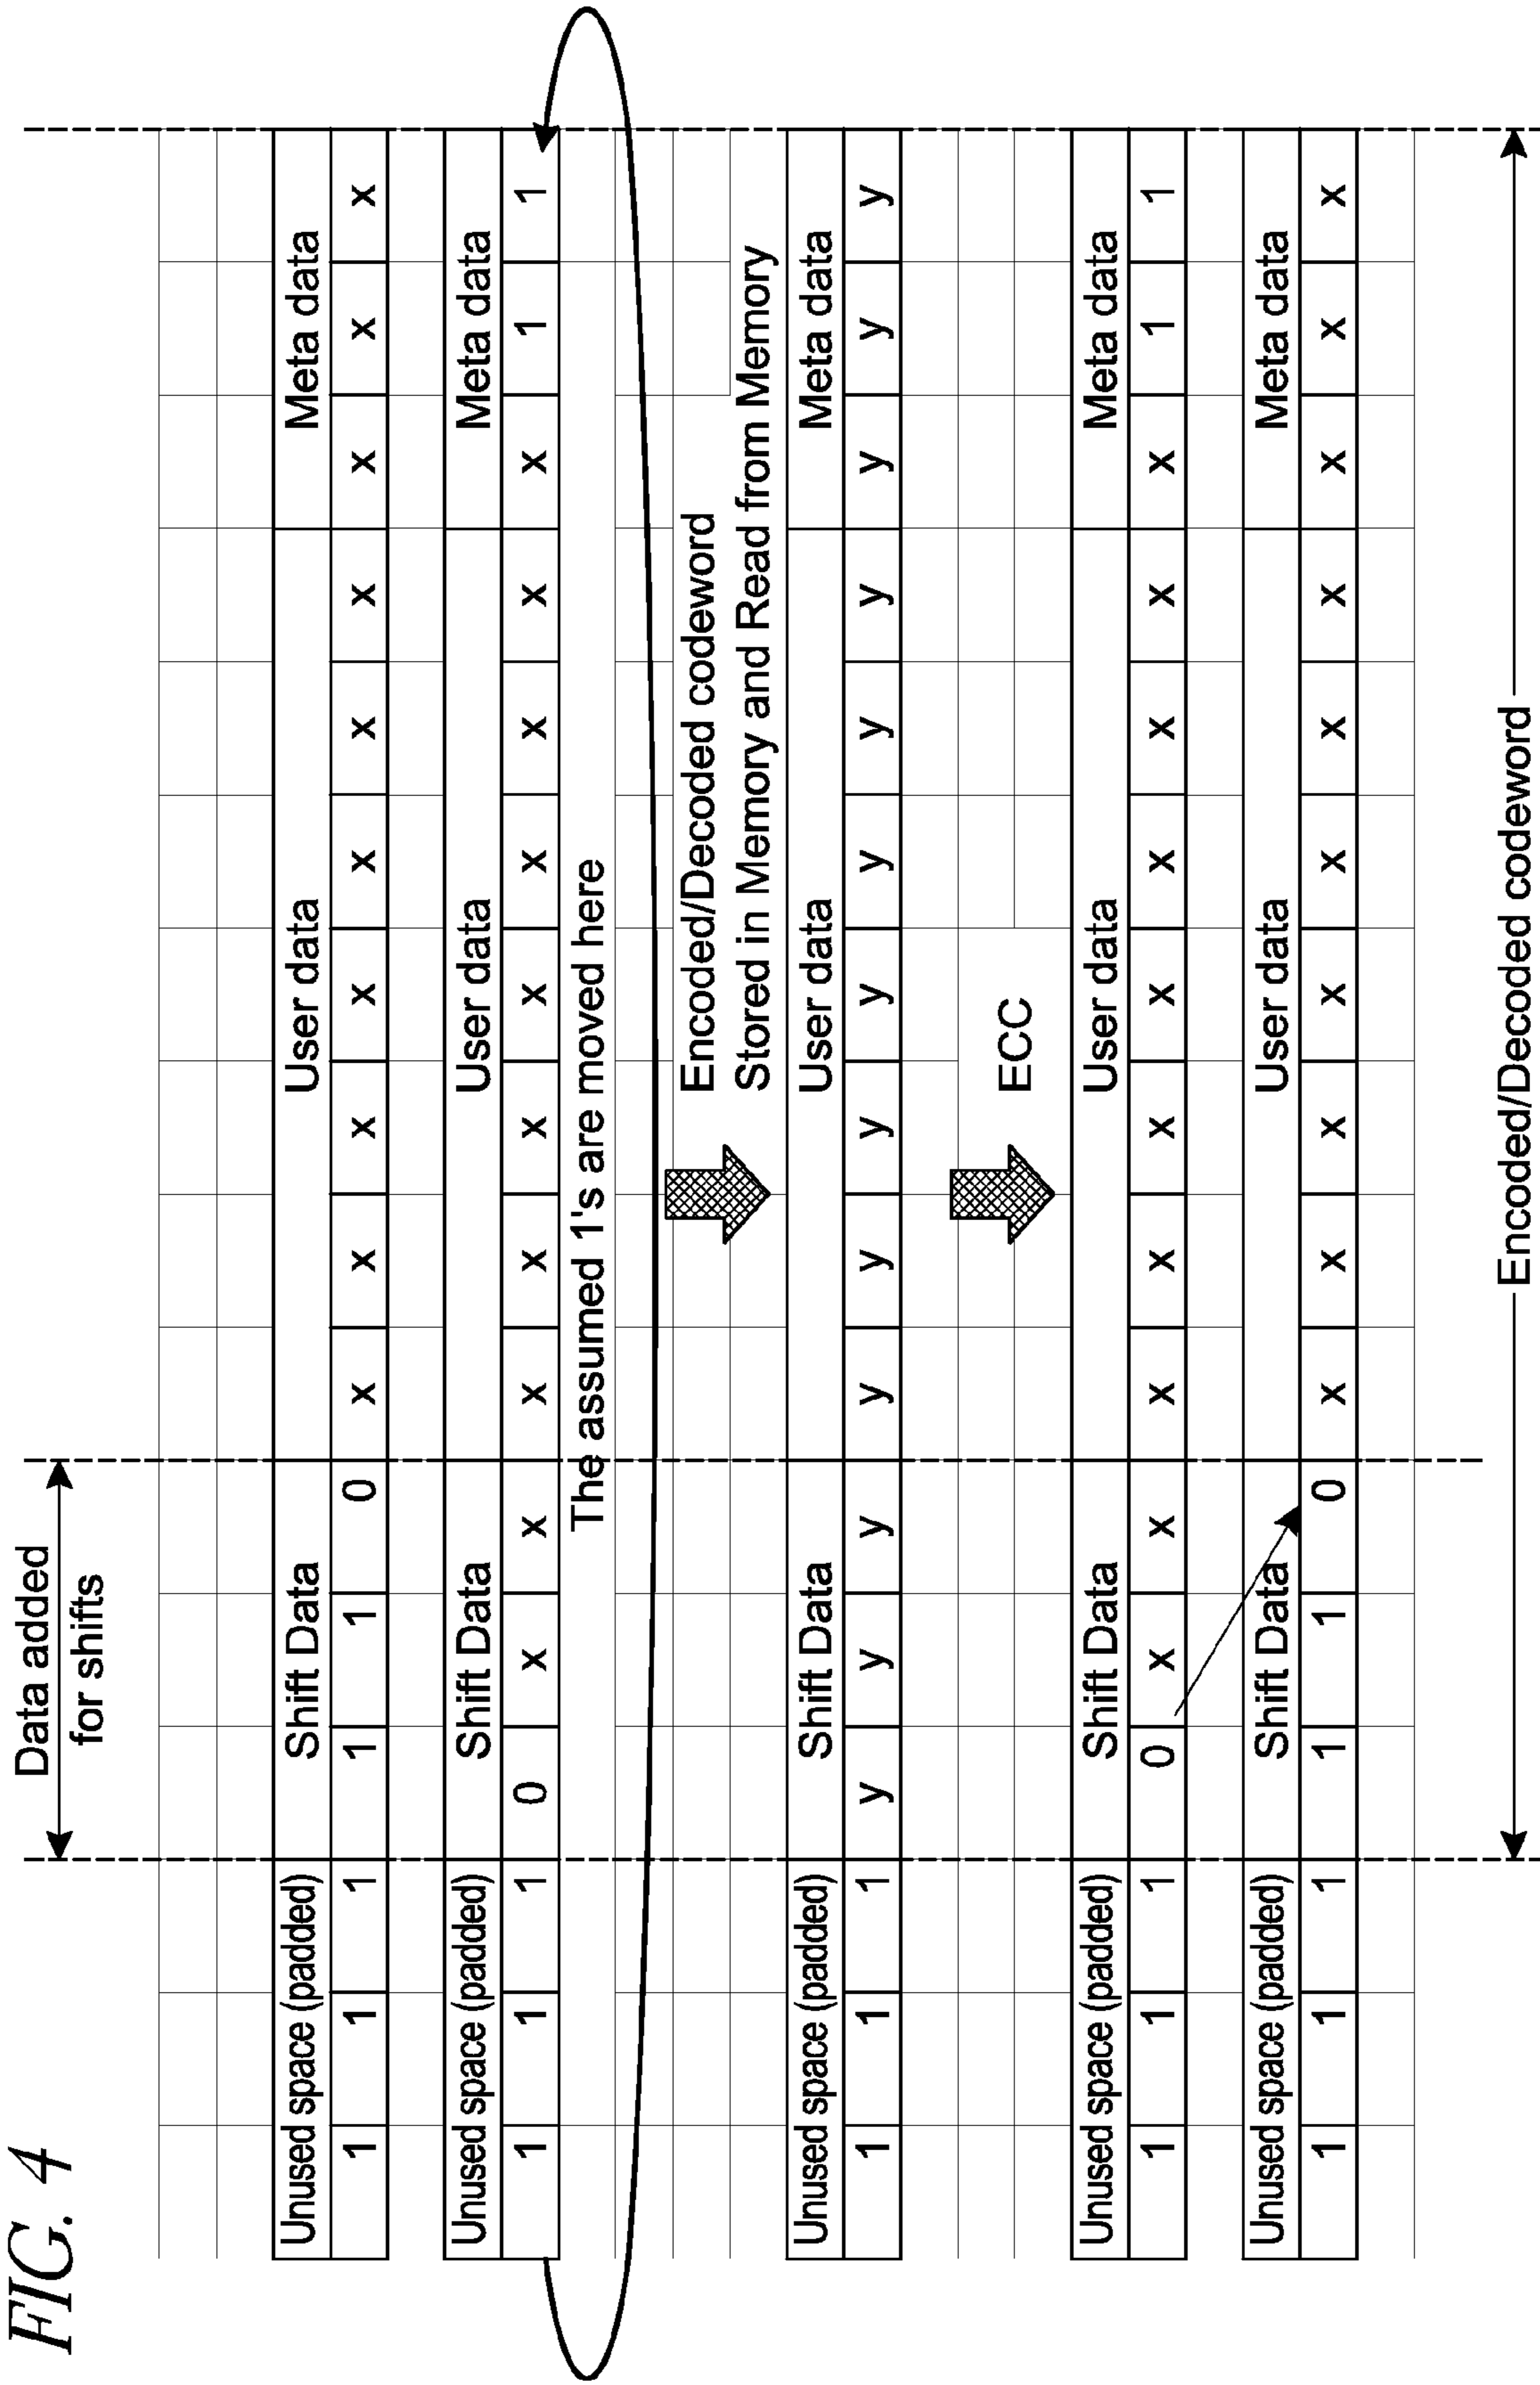 FIG. 4
Data added
for shifts
Unused space (padded) Shift Data User data Meta data
1 1 1 1 1 0 x x x x x x x x x x
Unused space (padded) Shift Data User data Meta data
1 1 1 0 x x x x x x x x x x 1 1
The assumed 1's are moved here
Encoded/Decoded codeword
Stored in Memory and Read from Memory
Unused space (padded) Shift Data User data Meta data
1 1 1 y y y y y y y y y y y y y
ECC
Unused space (padded) Shift Data User data Meta data
1 1 1 0 x x x x x x x x x x 1 1
Unused space (padded) Shift Data User data Meta data
1 1 1 1 1 0 x x x x x x x x x x
Encoded/Decoded codeword